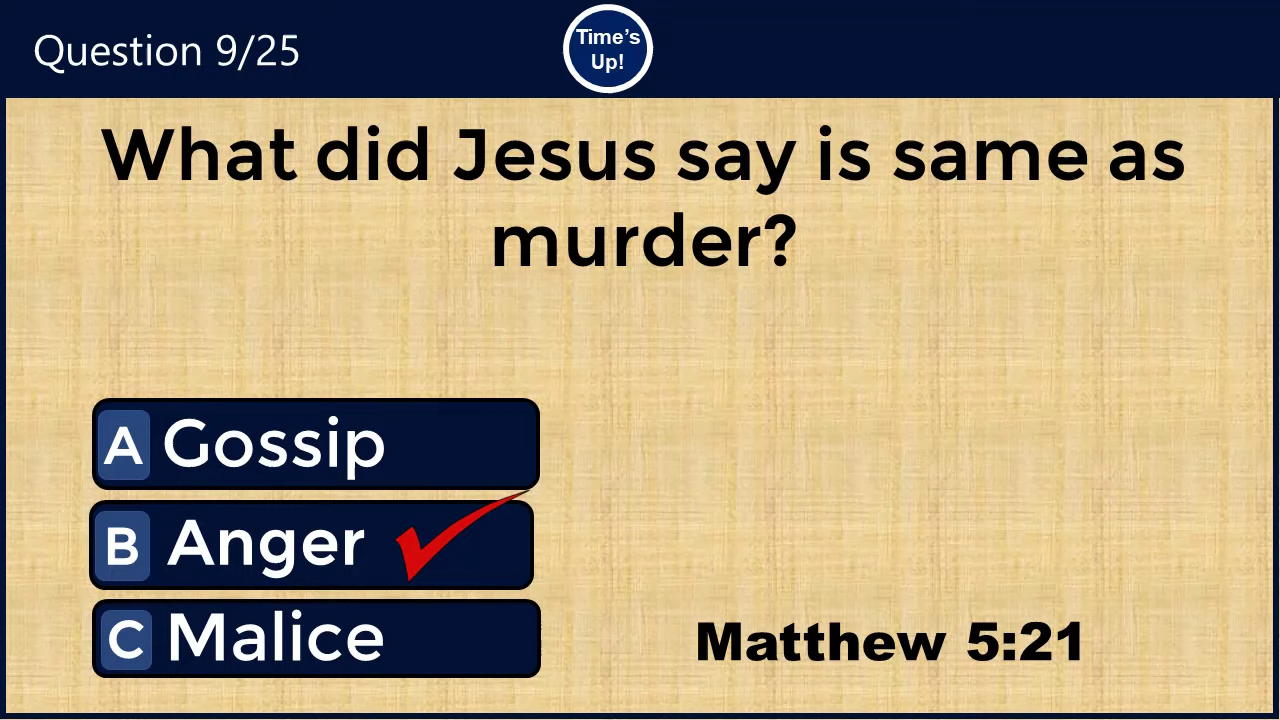 Question 9/25
Time's
Up!
What did Jesus say is same as
murder?
A Gossip
B Anger
C Malice
Matthew 5:21